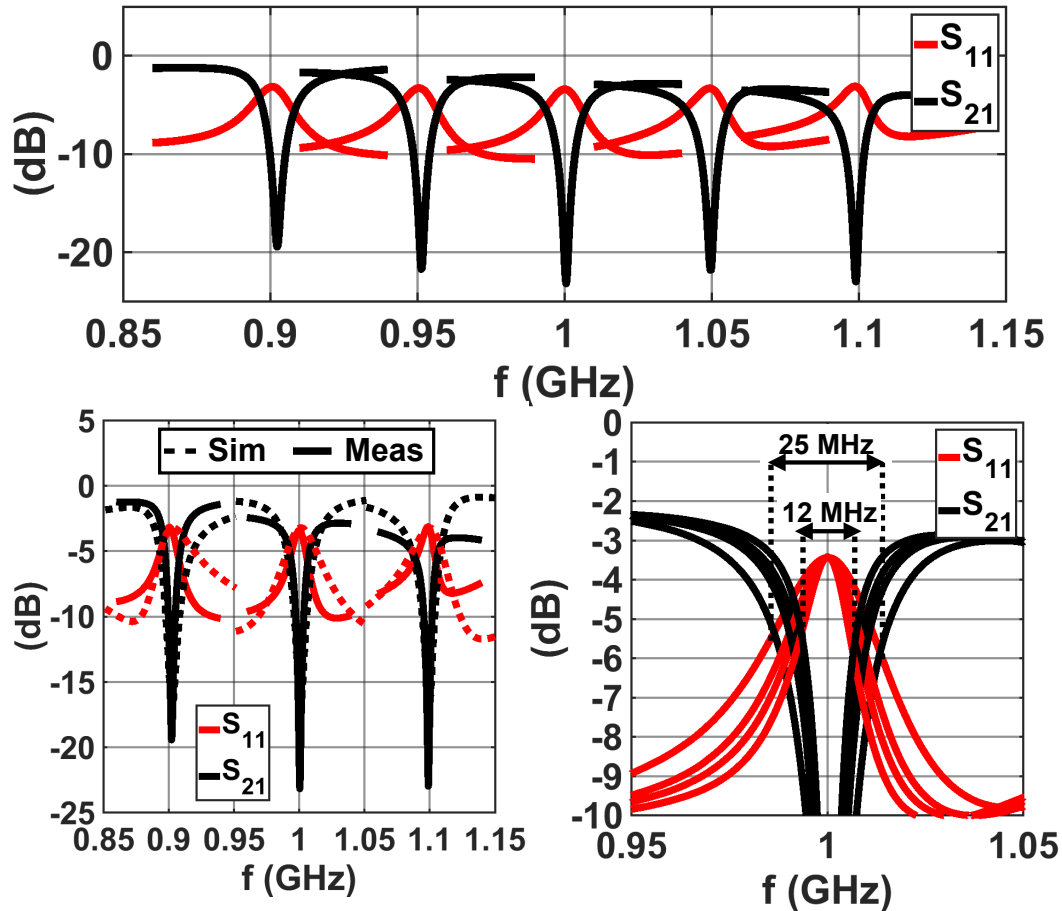 0
-10
-20
(dB)
S11
S21
0.85 0.9 0.95 1 1.05 1.1 1.15
f (GHz)
5
0
-5
-10
-15
-20
-25
(dB)
Sim Meas
S11
S21
0.85 0.9 0.95 1 1.05 1.1 1.15
f (GHz)
0
-1
-2
-3
-4
-5
-6
-7
-8
-9
-10
(dB)
25 MHz
12 MHz
S11
S21
0.95 1 1.05
f (GHz)